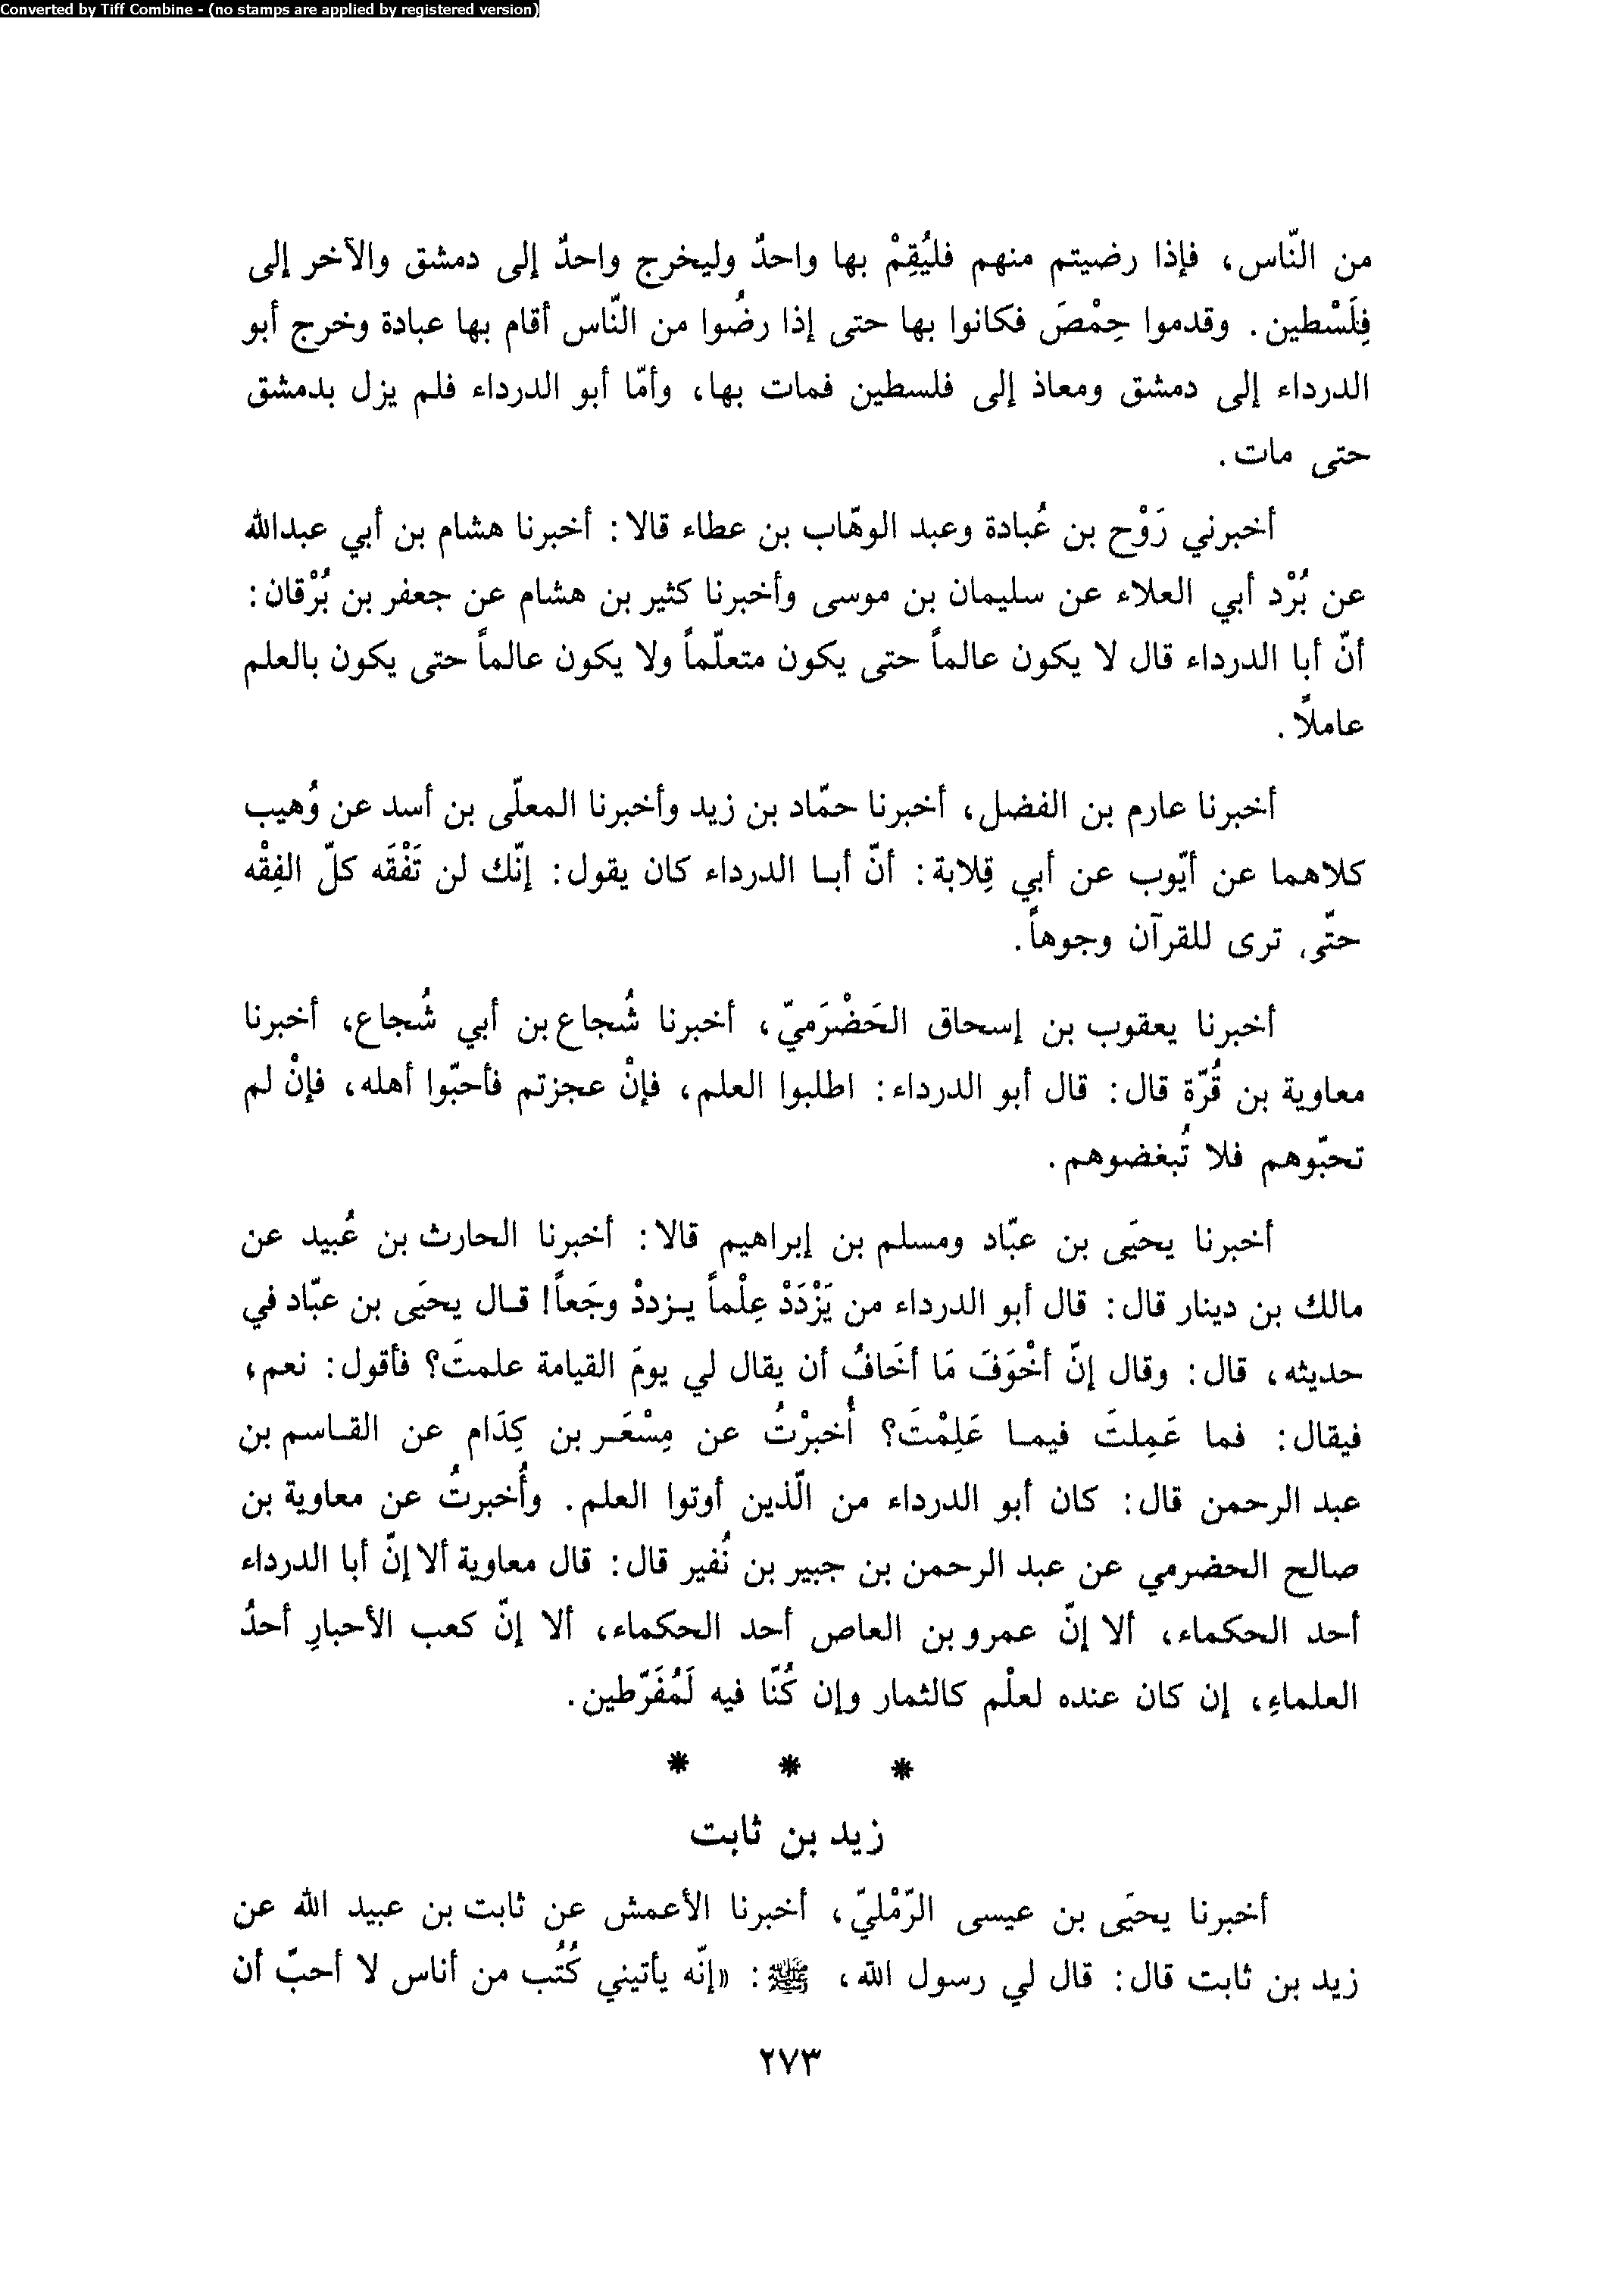 Converted by Tiff Combine - (no stamps are applied by registered version)
من النّاس، فإذا رضيتم منهم فليُقِمْ بها واحدٌ وليخرج واحدٌ إلى دمشق والآخر إلى
فِلَسْطين. وقدموا حِمْصَ فكانوا بها حتى إذا رضُوا من النّاس أقام بها عبادة وخرج أبو
الدرداء إلى دمشق ومعاذ إلى فلسطين فمات بها، وأمّا أبو الدرداء فلم يزل بدمشق
حتى مات.
أخبرني رَوْح بن عُبادة وعبد الوهّاب بن عطاء قالا: أخبرنا هشام بن أبي عبدالله
عن بُرْد أبي العلاء عن سليمان بن موسى وأخبرنا كثير بن هشام عن جعفر بن بُرْقان:
أنّ أبا الدرداء قال لا يكون عالماً حتى يكون متعلّماً ولا يكون عالماً حتى يكون بالعلم
عاملاً.
أخبرنا عارم بن الفضل، أخبرنا حمّاد بن زيد وأخبرنا المعلّى بن أسد عن وُهيب
كلاهما عن أيّوب عن أبي قِلابة: أنّ أبـا الدرداء كان يقول: إنّك لن تَفْقَه كلّ الفِقْه
حتّى ترى للقرآن وجوهاً.
أخبرنا يعقوب بن إسحاق الحَضْرَميّ، أخبرنا شُجاع بن أبي شُجاع، أخبرنا
معاوية بن قُرّة قال: قال أبو الدرداء: اطلبوا العلم، فإنْ عجزتم فأحبّوا أهله، فإنْ لم
تحبّوهم فلا تُبغضوهم.
أخبرنا يحيَى بن عبّاد ومسلم بن إبراهيم قالا: أخبرنا الحارث بن عُبيد عن
مالك بن دينار قال: قال أبو الدرداء من يَزْدَدْ عِلْماً يـزددْ وجَعاً! قـال يحيَى بن عبّاد في
حديثه، قال: وقال إنّ أخْوَفَ مَا أخَافُ أن يقال لي يومَ القيامة علمتَ؟ فأقول: نعم،
فيقال: فما عَمِلتَ فيمـا عَلِمْتَ؟ أُخبرْتُ عن مِسْعَـر بن كِدَام عن القـاسم بن
عبد الرحمن قال: كان أبو الدرداء من الّذين أوتوا العلم. وأُخبرتُ عن معاوية بن
صالح الحضرمي عن عبد الرحمن بن جبير بن نُفير قال: قال معاوية ألا إنّ أبا الدرداء
أحد الحكماء، ألا إنّ عمرو بن العاص أحد الحكماء، ألا إنّ كعب الأحبارِ أحدُ
العلماءِ، إن كان عنده لعلْم كالثمار وإن كُنّا فيه لَمُفَرّطين.
* * *
زيد بن ثابت
أخبرنا يحيَى بن عيسى الرّمْليّ، أخبرنا الأعمش عن ثابت بن عبيد الله عن
زيد بن ثابت قال: قال لي رسول الله، ﷺ: «إنّه يأتيني كُتُب من أناس لا أحبّ أن
٢٧٣